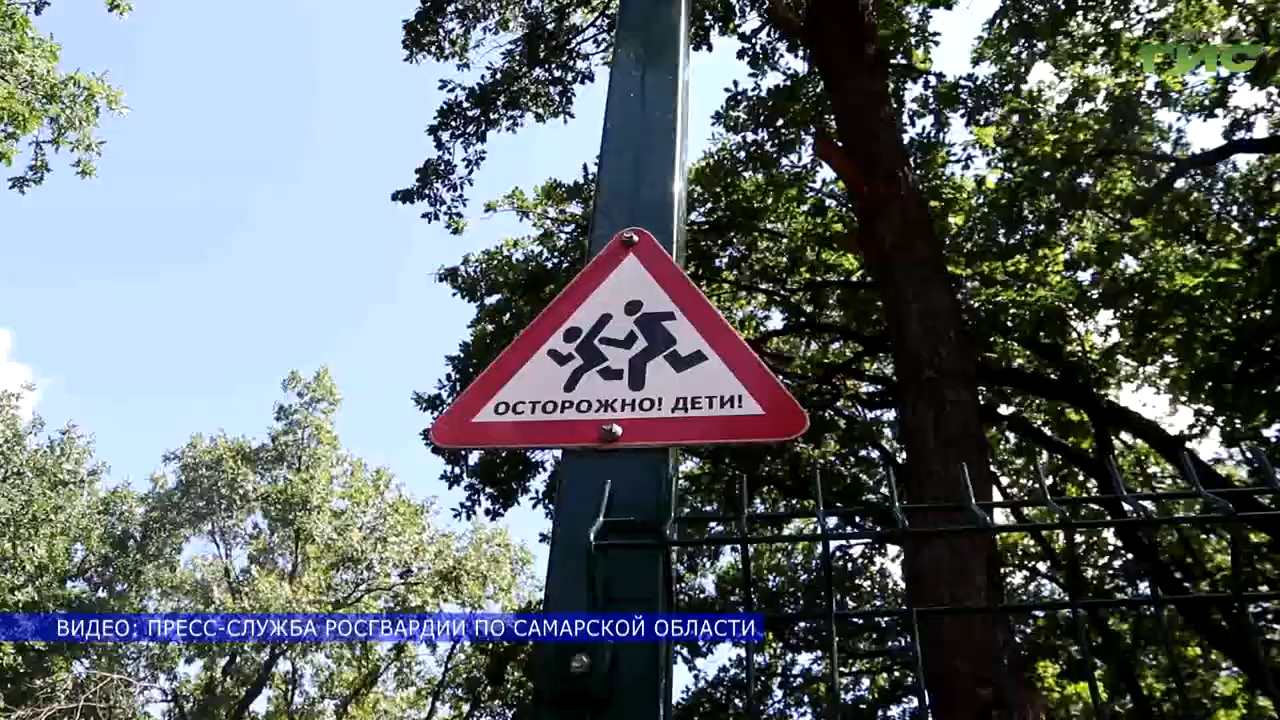 ГИС
ОСТОРОЖНО! ДЕТИ!
ВИДЕО: ПРЕСС-СЛУЖБА РОСГВАРДИИ ПО САМАРСКОЙ ОБЛАСТИ